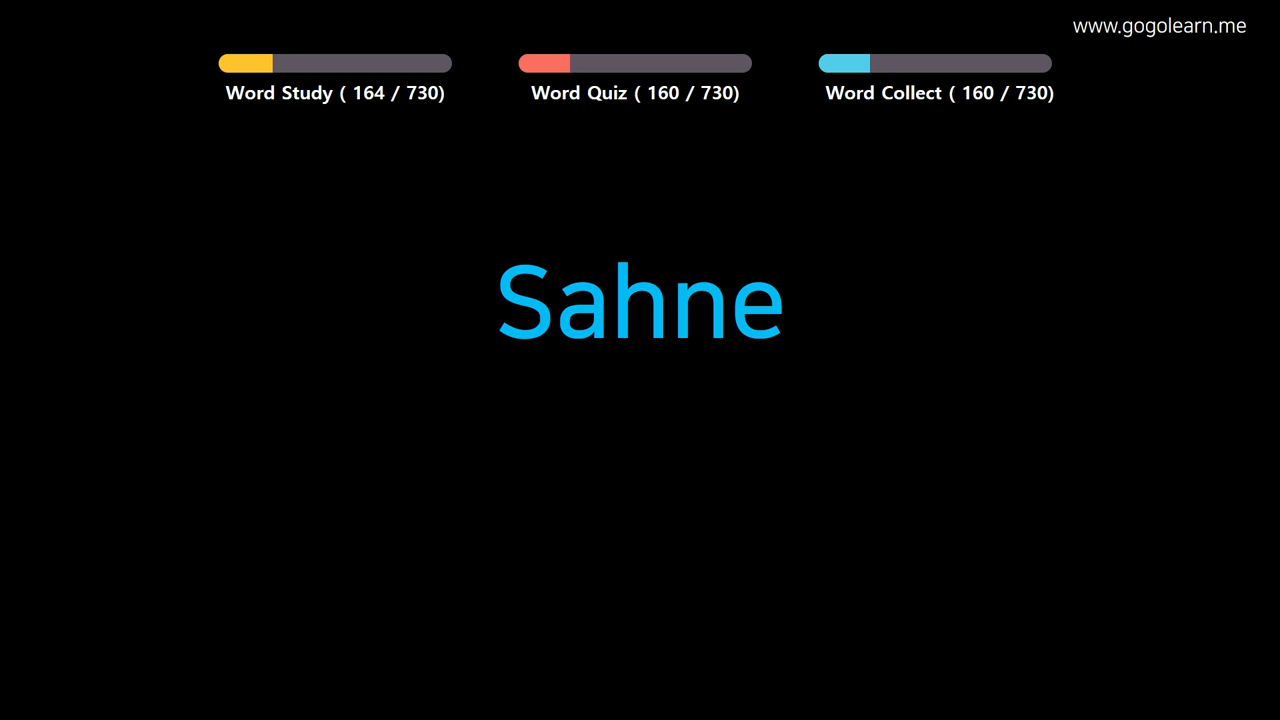 www.gogolearn.me
Word Study ( 164 / 730)
Word Quiz ( 160 / 730)
Word Collect ( 160 / 730)
Sahne